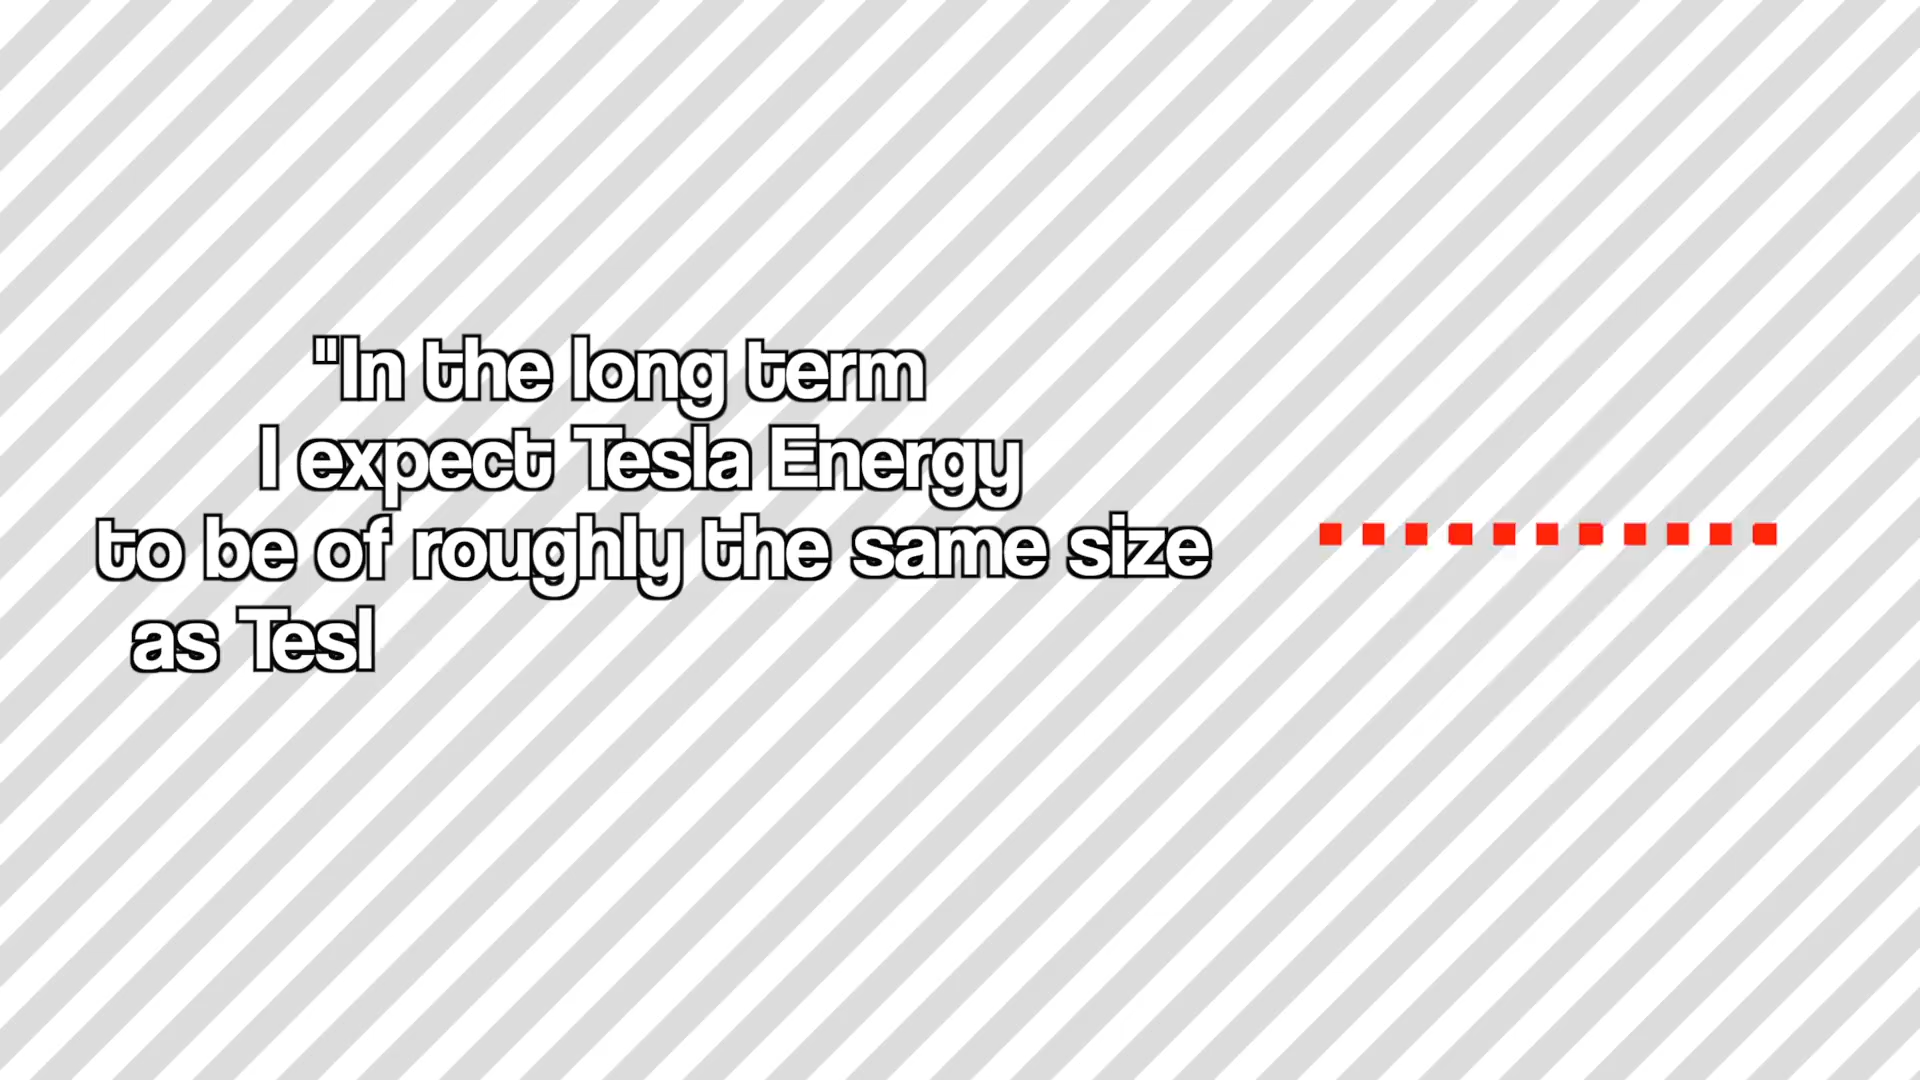 "In the long term
I expect Tesla Energy
to be of roughly the same size
as Tesl